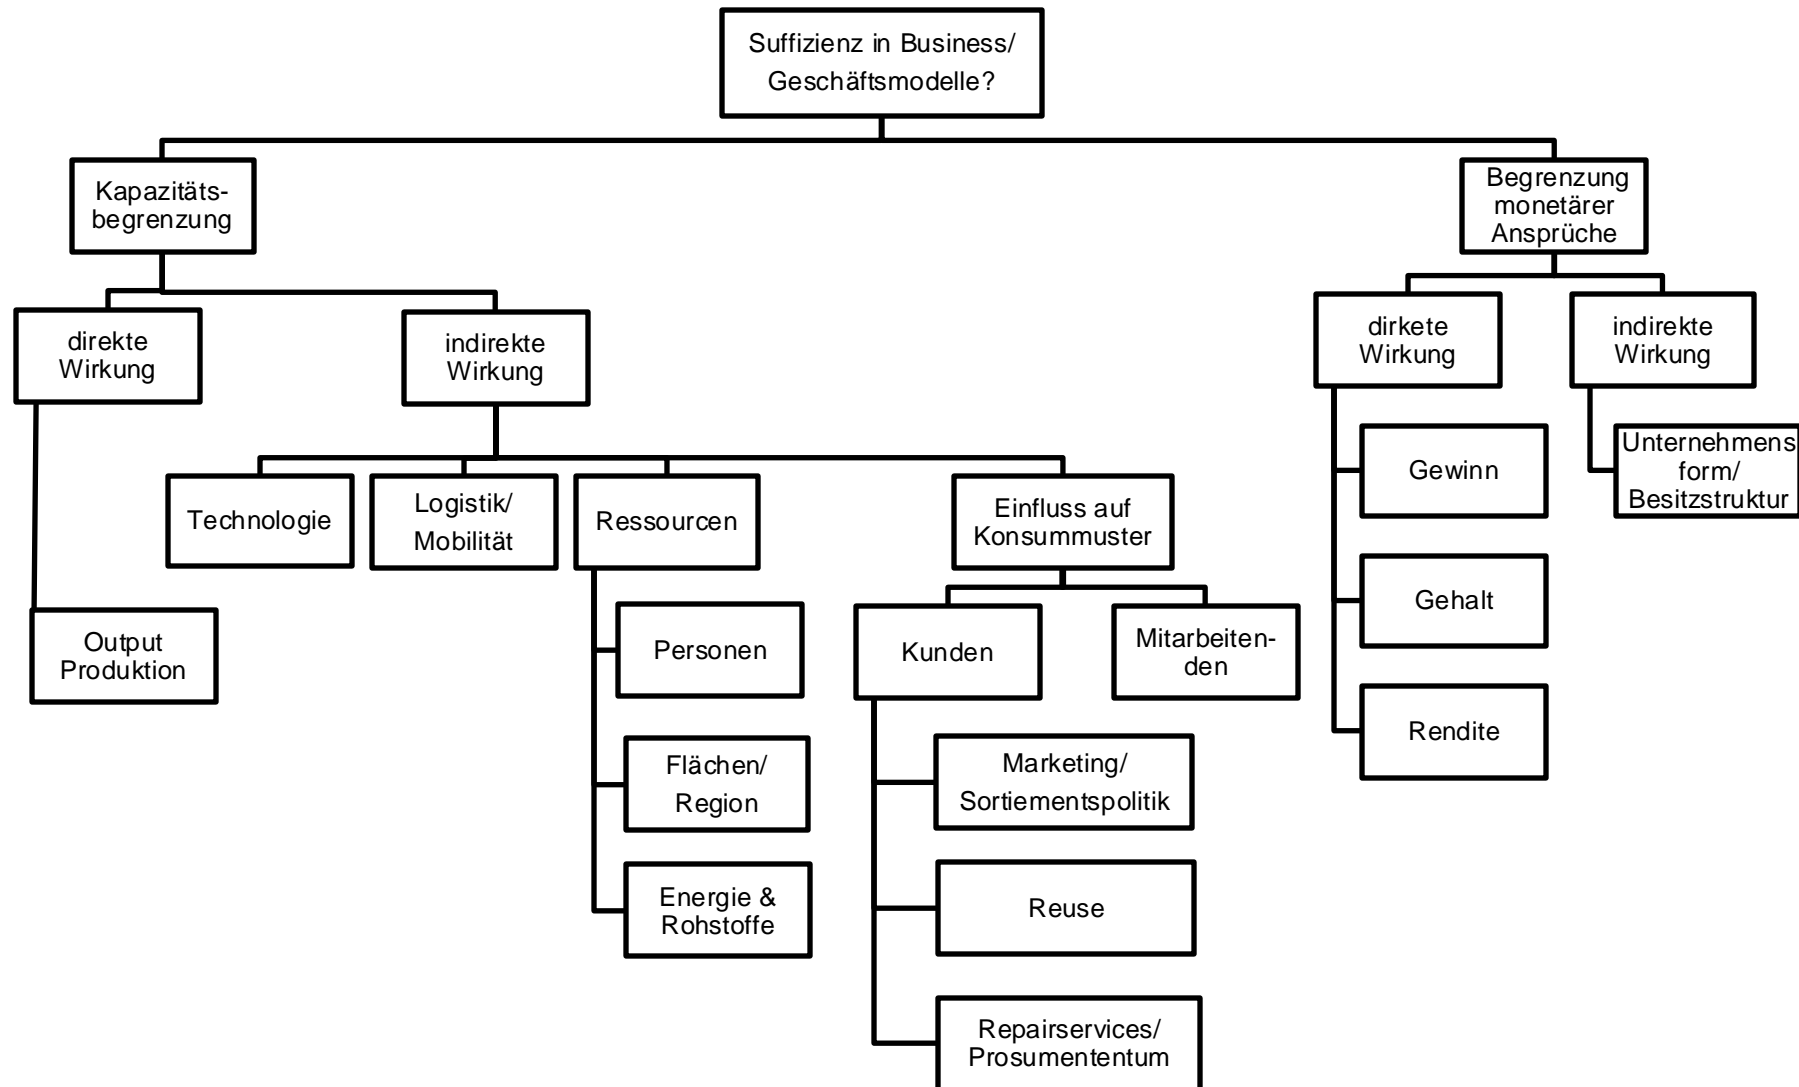 Suffizienz in Business/
Geschäftsmodelle?
Kapazitäts-
begrenzung
Begrenzung
monetärer
Ansprüche
direkte
Wirkung
indirekte
Wirkung
dirkete
Wirkung
indirekte
Wirkung
Technologie
Logistik/
Mobilität
Ressourcen
Einfluss auf
Konsummuster
Gewinn
Unternehmens
form/
Besitzstruktur
Output
Produktion
Personen
Kunden
Mitarbeiten-
den
Gehalt
Flächen/
Region
Marketing/
Sortiementspolitik
Rendite
Energie &
Rohstoffe
Reuse
Repairservices/
Prosumententum